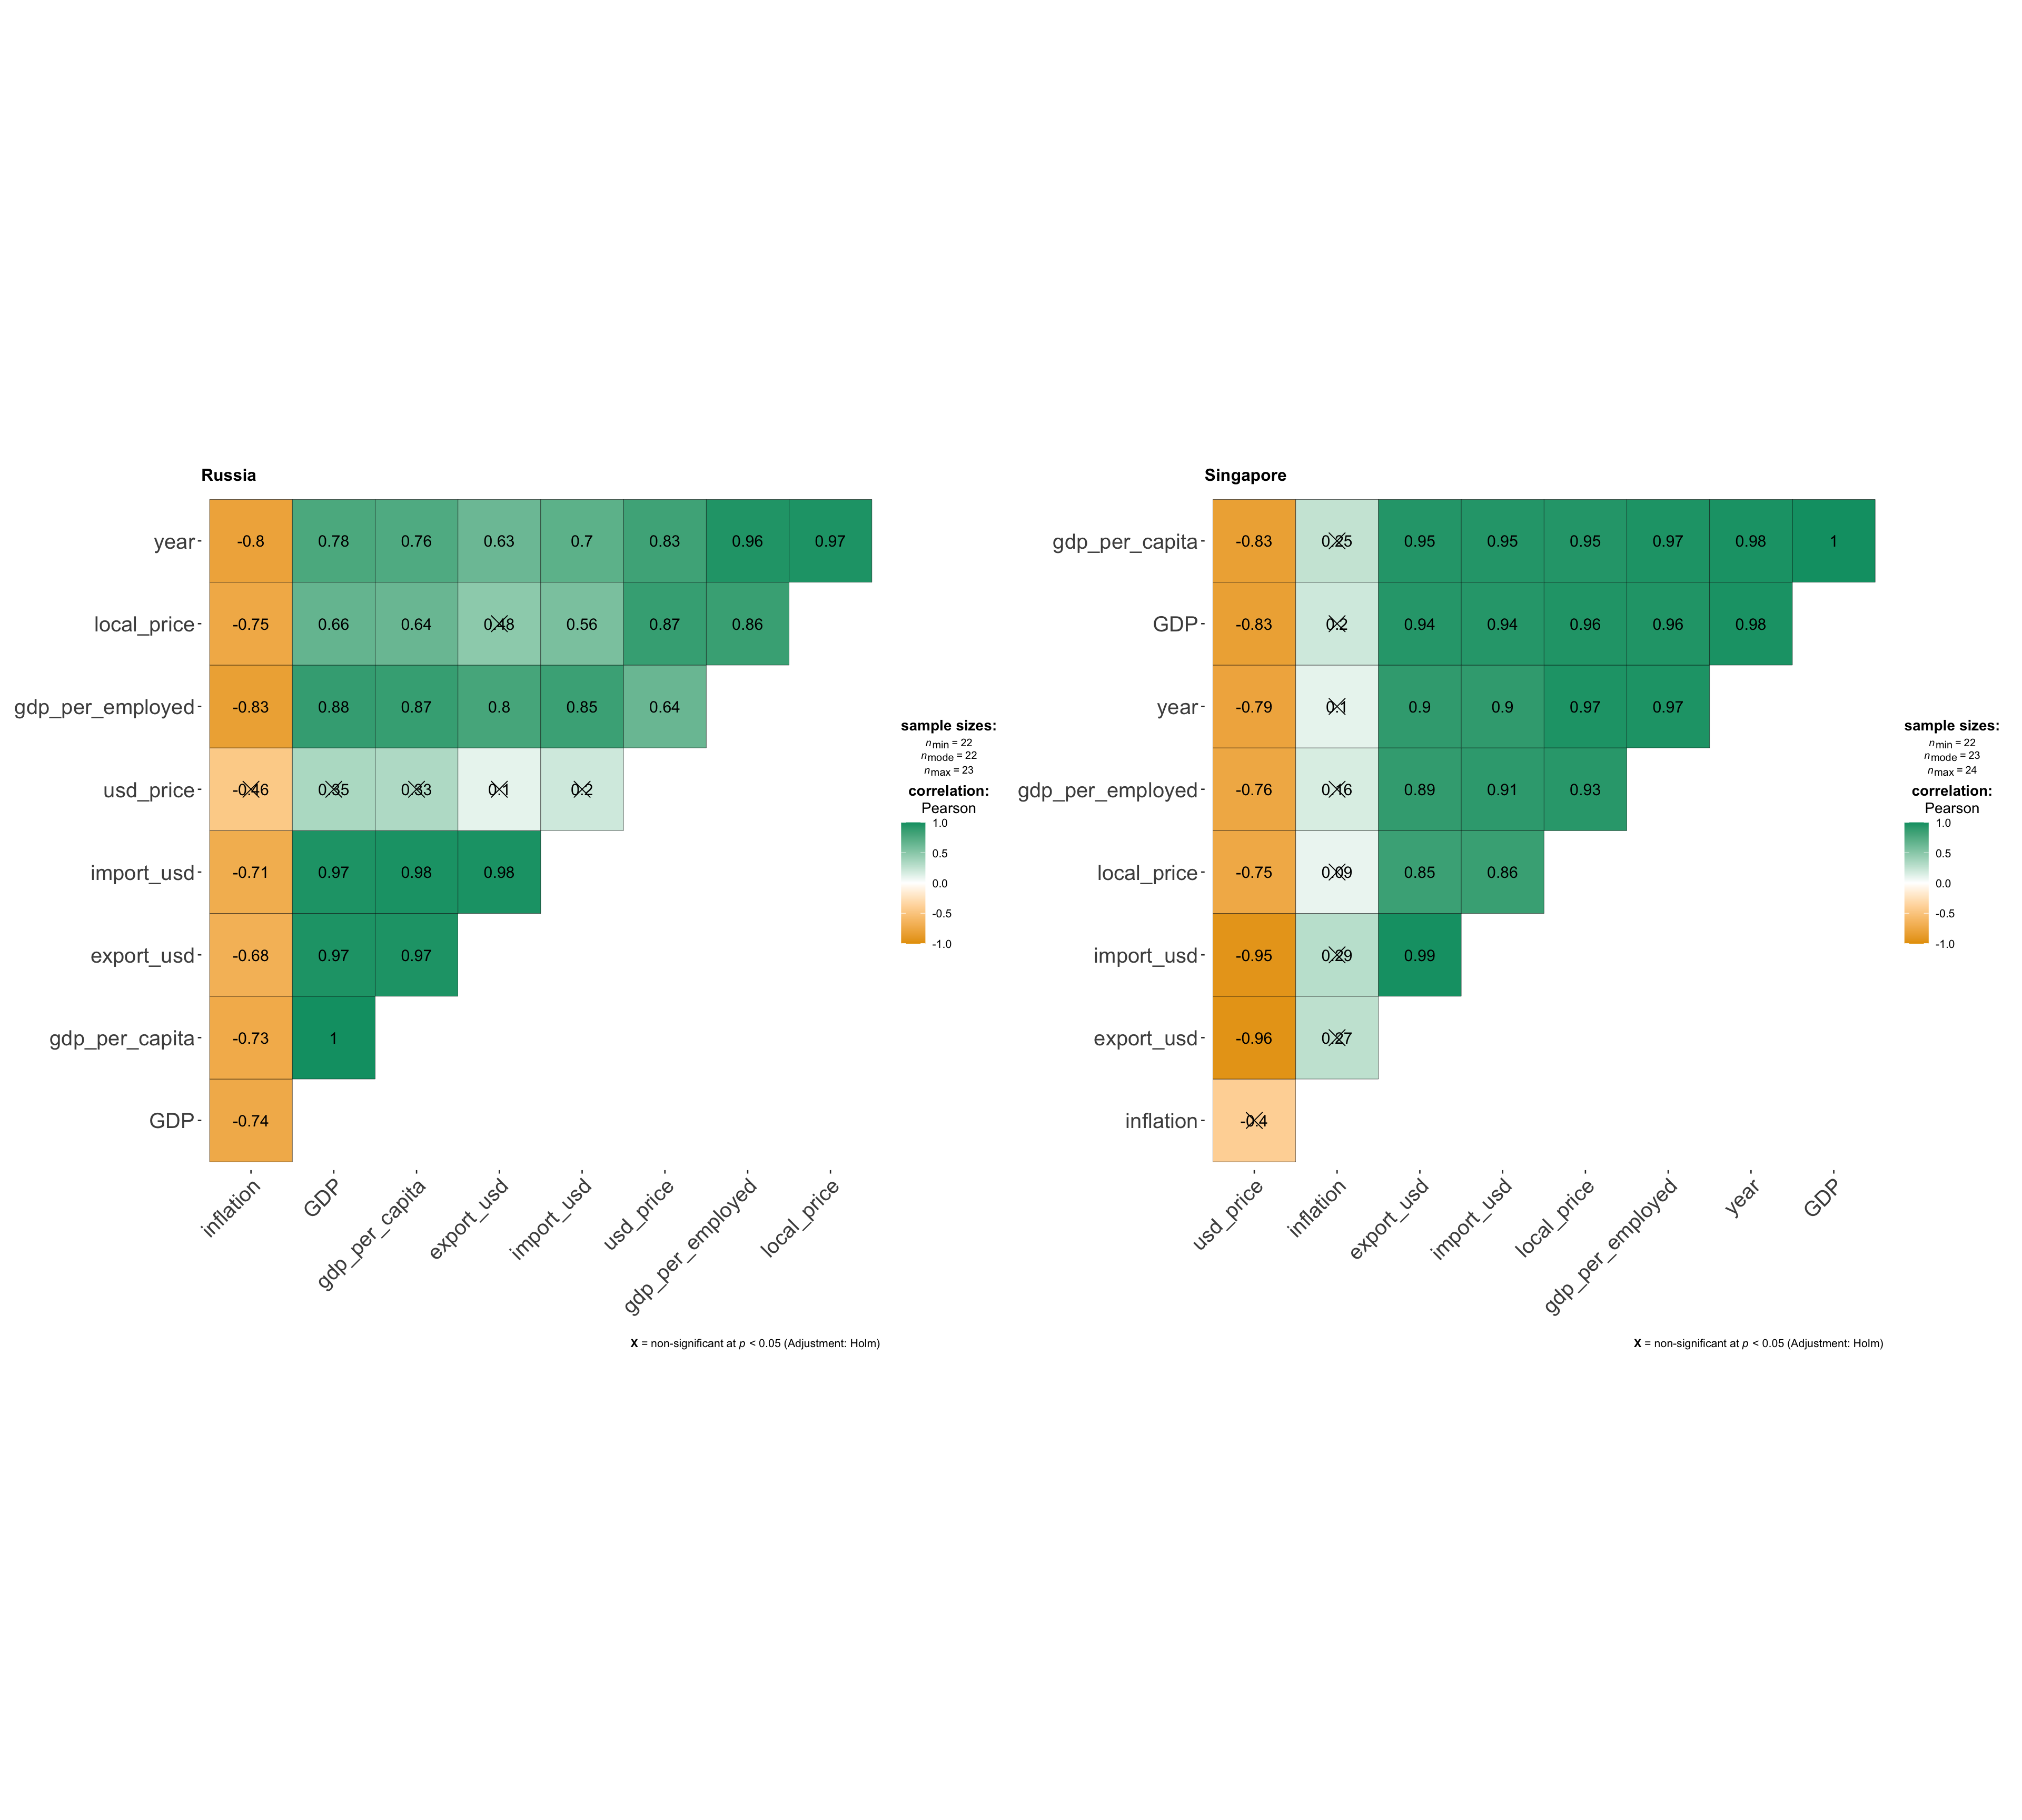 Russia
year
-0.8 0.78 0.76 0.63 0.7 0.83 0.96 0.97
local_price
-0.75 0.66 0.64 0.48 0.56 0.87 0.86
gdp_per_employed
-0.83 0.88 0.87 0.8 0.85 0.64
usd_price
-0.46 0.35 0.33 0.1 0.2
import_usd
-0.71 0.97 0.98 0.98
export_usd
-0.68 0.97 0.97
gdp_per_capita
-0.73 1
GDP
-0.74
inflation
GDP
gdp_per_capita
export_usd
import_usd
usd_price
gdp_per_employed
local_price
sample sizes:
nmin = 22
nmode = 22
nmax = 23
correlation:
Pearson
1.0
0.5
0.0
-0.5
-1.0
X = non-significant at p < 0.05 (Adjustment: Holm)
Singapore
gdp_per_capita
-0.83 0.25 0.95 0.95 0.95 0.97 0.98 1
GDP
-0.83 0.2 0.94 0.94 0.96 0.96 0.98
year
-0.79 0.1 0.9 0.9 0.97 0.97
gdp_per_employed
-0.76 0.16 0.89 0.91 0.93
local_price
-0.75 0.09 0.85 0.86
import_usd
-0.95 0.29 0.99
export_usd
-0.96 0.27
inflation
-0.4
usd_price
inflation
export_usd
import_usd
local_price
gdp_per_employed
year
GDP
sample sizes:
nmin = 22
nmode = 23
nmax = 24
correlation:
Pearson
1.0
0.5
0.0
-0.5
-1.0
X = non-significant at p < 0.05 (Adjustment: Holm)